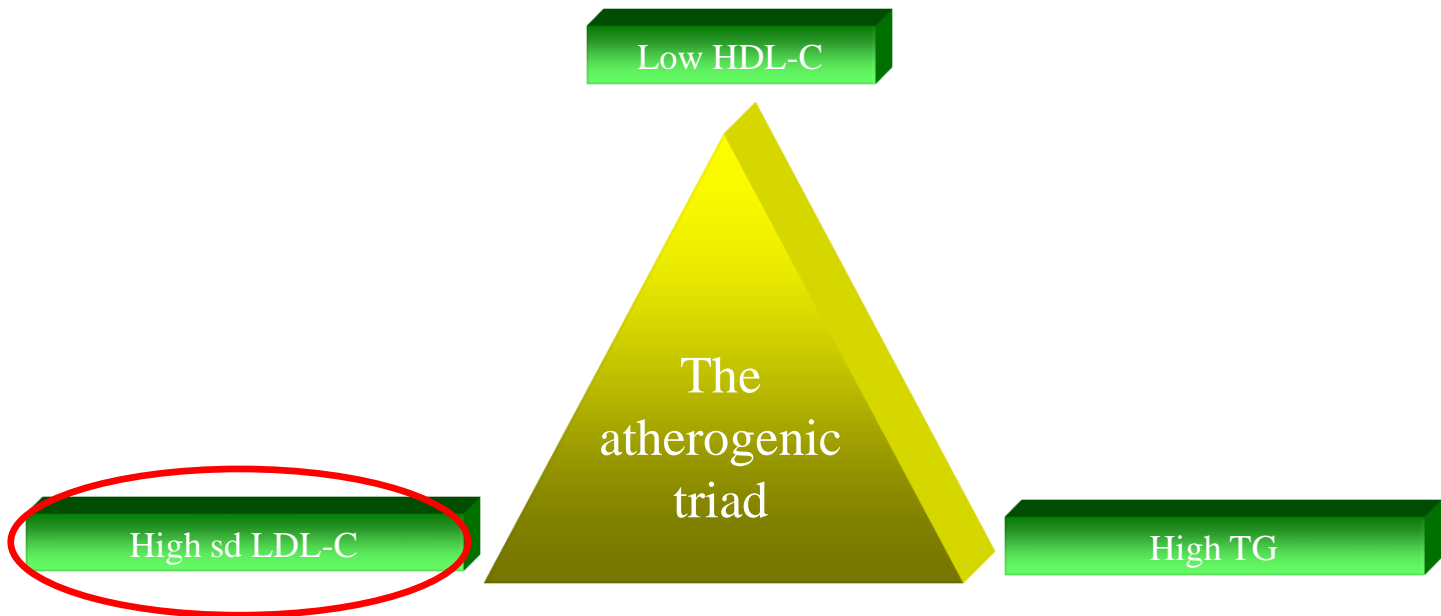 Low HDL-C
The
atherogenic
triad
High sd LDL-C
High TG